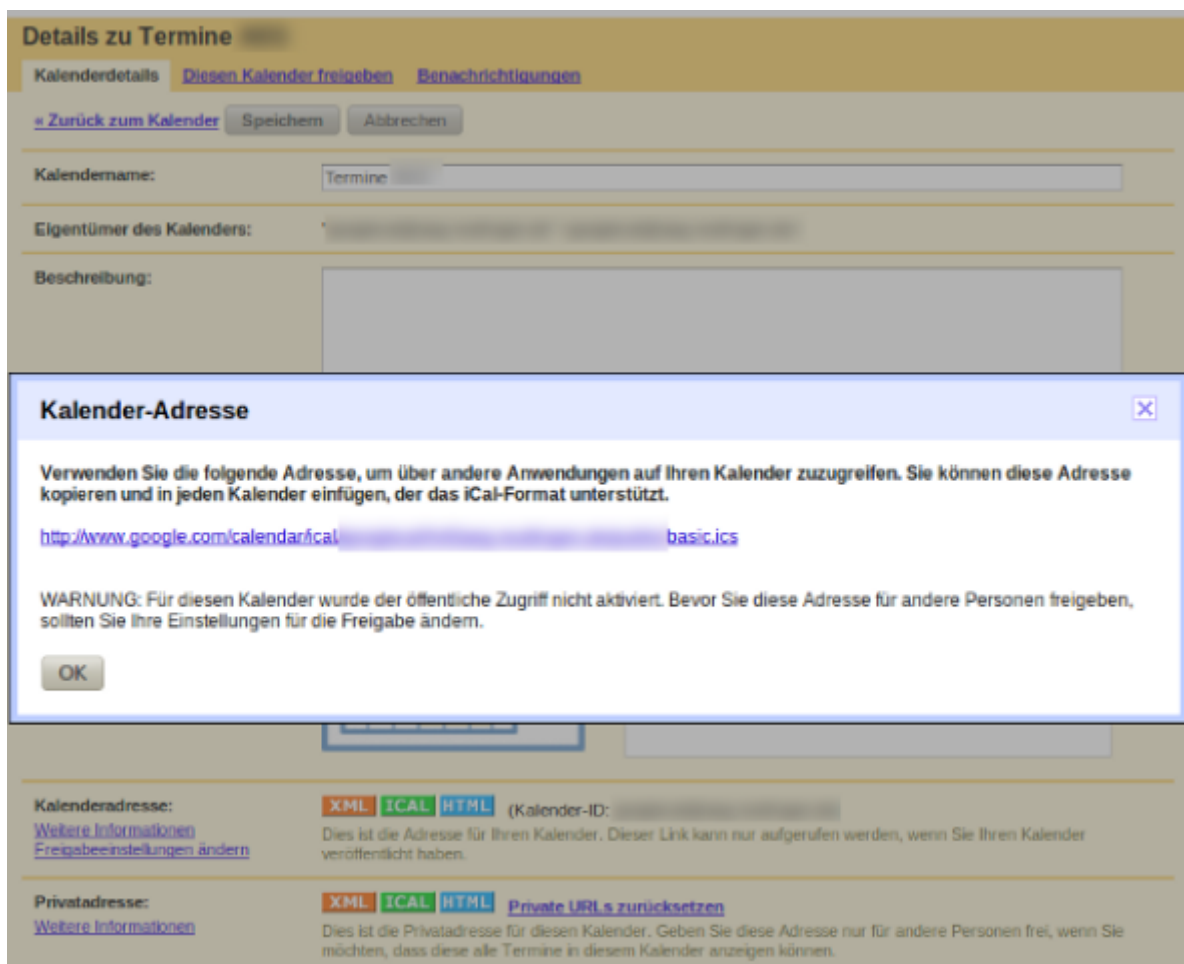 Details zu Termine
Kalenderdetails Diesen Kalender freigeben Benachrichtigungen
« Zurück zum Kalender Speichern Abbrechen
Kalendername: Termine
Eigentümer des Kalenders:
Beschreibung:
Kalender-Adresse
Verwenden Sie die folgende Adresse, um über andere Anwendungen auf Ihren Kalender zuzugreifen. Sie können diese Adresse
kopieren und in jeden Kalender einfügen, der das iCal-Format unterstützt.
http://www.google.com/calendar/ical/ basic.ics
WARNUNG: Für diesen Kalender wurde der öffentliche Zugriff nicht aktiviert. Bevor Sie diese Adresse für andere Personen freigeben,
sollten Sie Ihre Einstellungen für die Freigabe ändern.
OK
Kalenderadresse: XML ICAL HTML (Kalender-ID:
Weitere Informationen
Freigabeeinstellungen ändern
Dies ist die Adresse für Ihren Kalender. Dieser Link kann nur aufgerufen werden, wenn Sie Ihren Kalender
veröffentlicht haben.
Privatadresse: XML ICAL HTML Private URLs zurücksetzen
Weitere Informationen
Dies ist die Privatadresse für diesen Kalender. Geben Sie diese Adresse nur für andere Personen frei, wenn Sie
möchten, dass diese alle Termine in diesem Kalender anzeigen können.